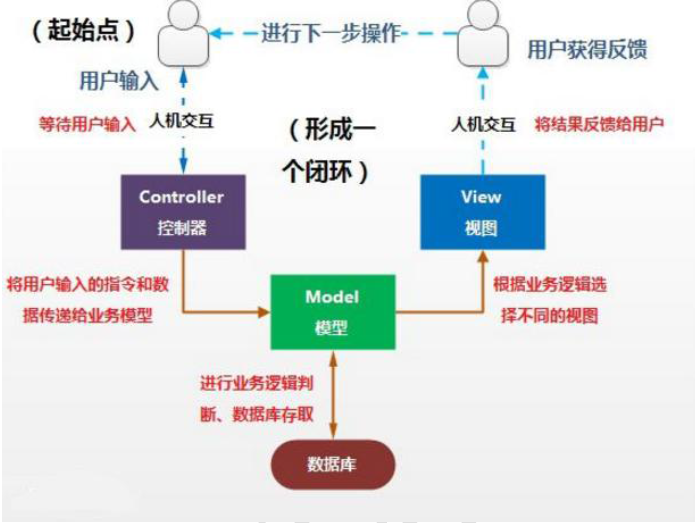 （起始点）
进行下一步操作
用户获得反馈
用户输入
等待用户输入
人机交互
（形成一
个闭环）
人机交互
将结果反馈给用户
Controller
控制器
View
视图
将用户输入的指令和数
据传递给业务模型
Model
模型
根据业务逻辑选
择不同的视图
进行业务逻辑判
断、数据库存取
数据库